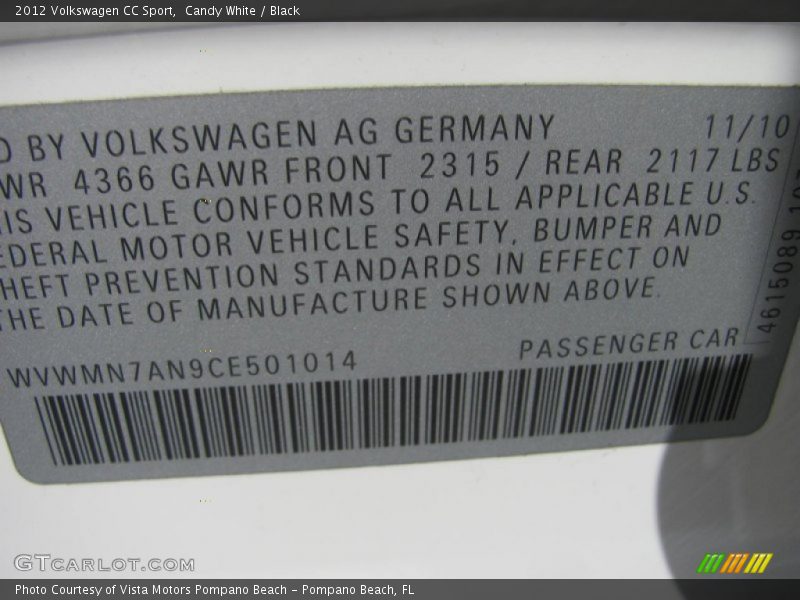 2012 Volkswagen CC Sport,  Candy White / Black
D BY VOLKSWAGEN AG GERMANY 11/10
WR 4366 GAWR FRONT 2315 / REAR 2117 LBS
IS VEHICLE CONFORMS TO ALL APPLICABLE U.S.
EDERAL MOTOR VEHICLE SAFETY, BUMPER AND
HEFT PREVENTION STANDARDS IN EFFECT ON
THE DATE OF MANUFACTURE SHOWN ABOVE.
WVWMN7AN9CE501014 PASSENGER CAR
4615089
GTCARLOT.COM
Photo Courtesy of Vista Motors Pompano Beach - Pompano Beach, FL